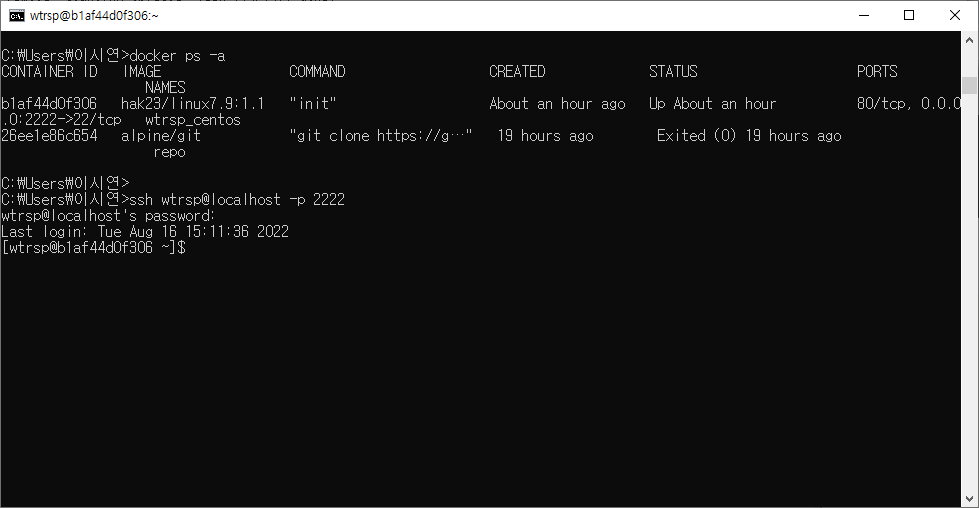 wtrsp@b1af44d0f306:~
C:\Users\이시연>docker ps -a
CONTAINER ID   IMAGE                COMMAND                  CREATED             STATUS                    PORTS
                  NAMES
b1af44d0f306   hak23/linux7.9:1.1   "init"                   About an hour ago   Up About an hour          80/tcp, 0.0.0
.0:2222->22/tcp   wtrsp_centos
26ee1e86c654   alpine/git           "git clone https://g…"   19 hours ago        Exited (0) 19 hours ago
                   repo
C:\Users\이시연>
C:\Users\이시연>ssh wtrsp@localhost -p 2222
wtrsp@localhost's password:
Last login: Tue Aug 16 15:11:36 2022
[wtrsp@b1af44d0f306 ~]$